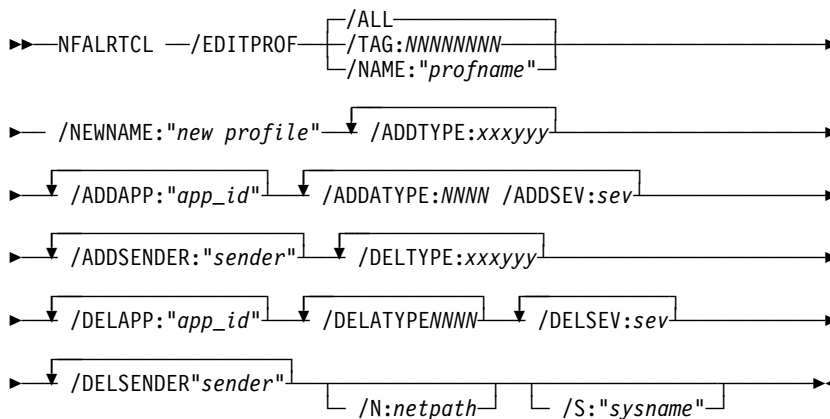 /ALL
NFALRTCL /EDITPROF /TAG:NNNNNNNN
/NAME:"profname"
/NEWNAME:"new profile" /ADDTYPE:xxxyyy
/ADDAPP:"app_id" /ADDATYPE:NNNN /ADDSEV:sev
/ADDSENDER:"sender" /DELTYPE:xxxyyy
/DELAPP:"app_id" /DELATYPENNNN /DELSEV:sev
/DELSENDER"sender"
/N:netpath /S:"sysname"